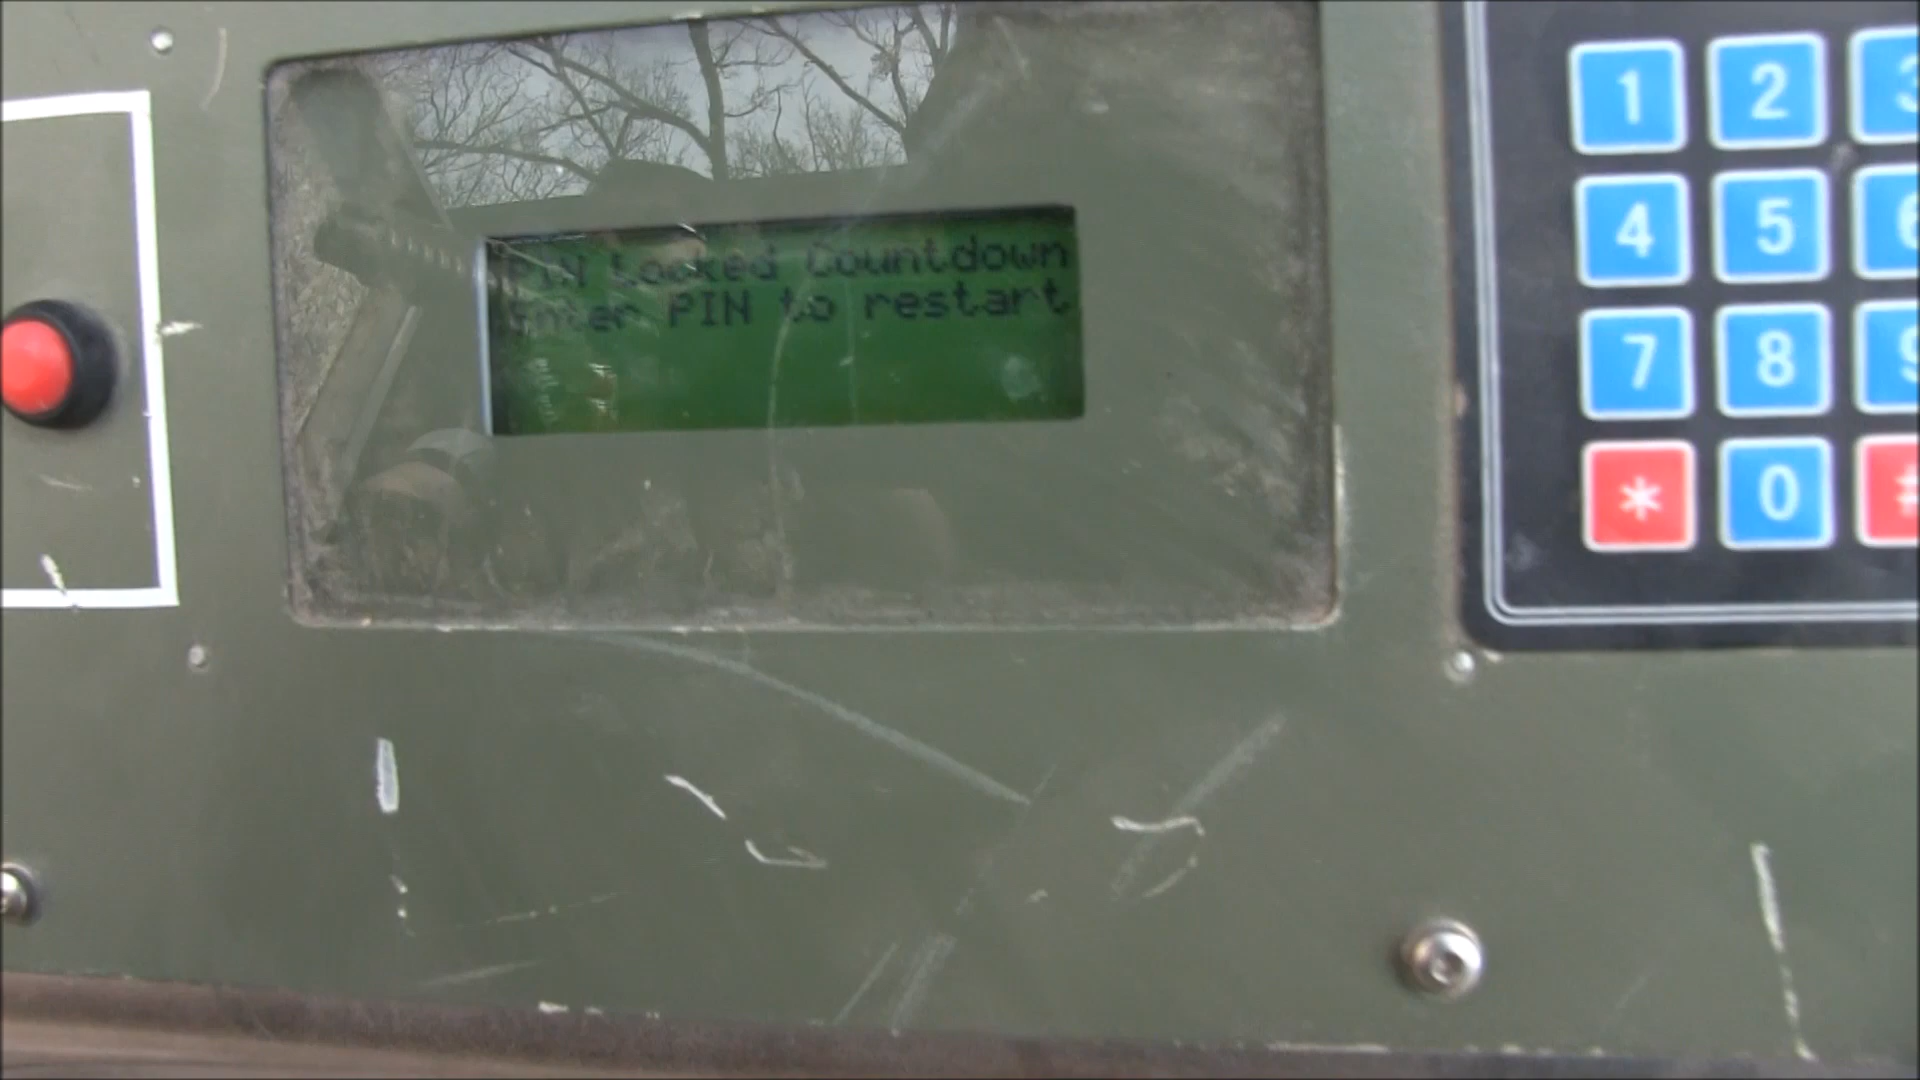 PIN Locked Countdown
Enter PIN to restart
1 2 3
4 5 6
7 8 9
* 0 #